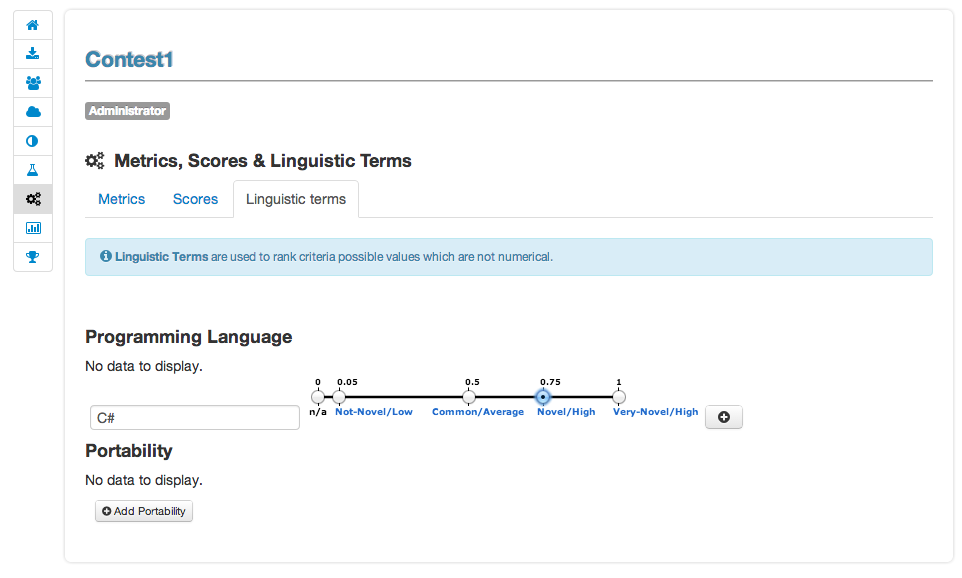 Contest1
Administrator
Metrics, Scores & Linguistic Terms
Metrics Scores Linguistic terms
Linguistic Terms are used to rank criteria possible values which are not numerical.
Programming Language
No data to display.
0 0.05 0.5 0.75 1
n/a Not-Novel/Low Common/Average Novel/High Very-Novel/High
C#
Portability
No data to display.
Add Portability